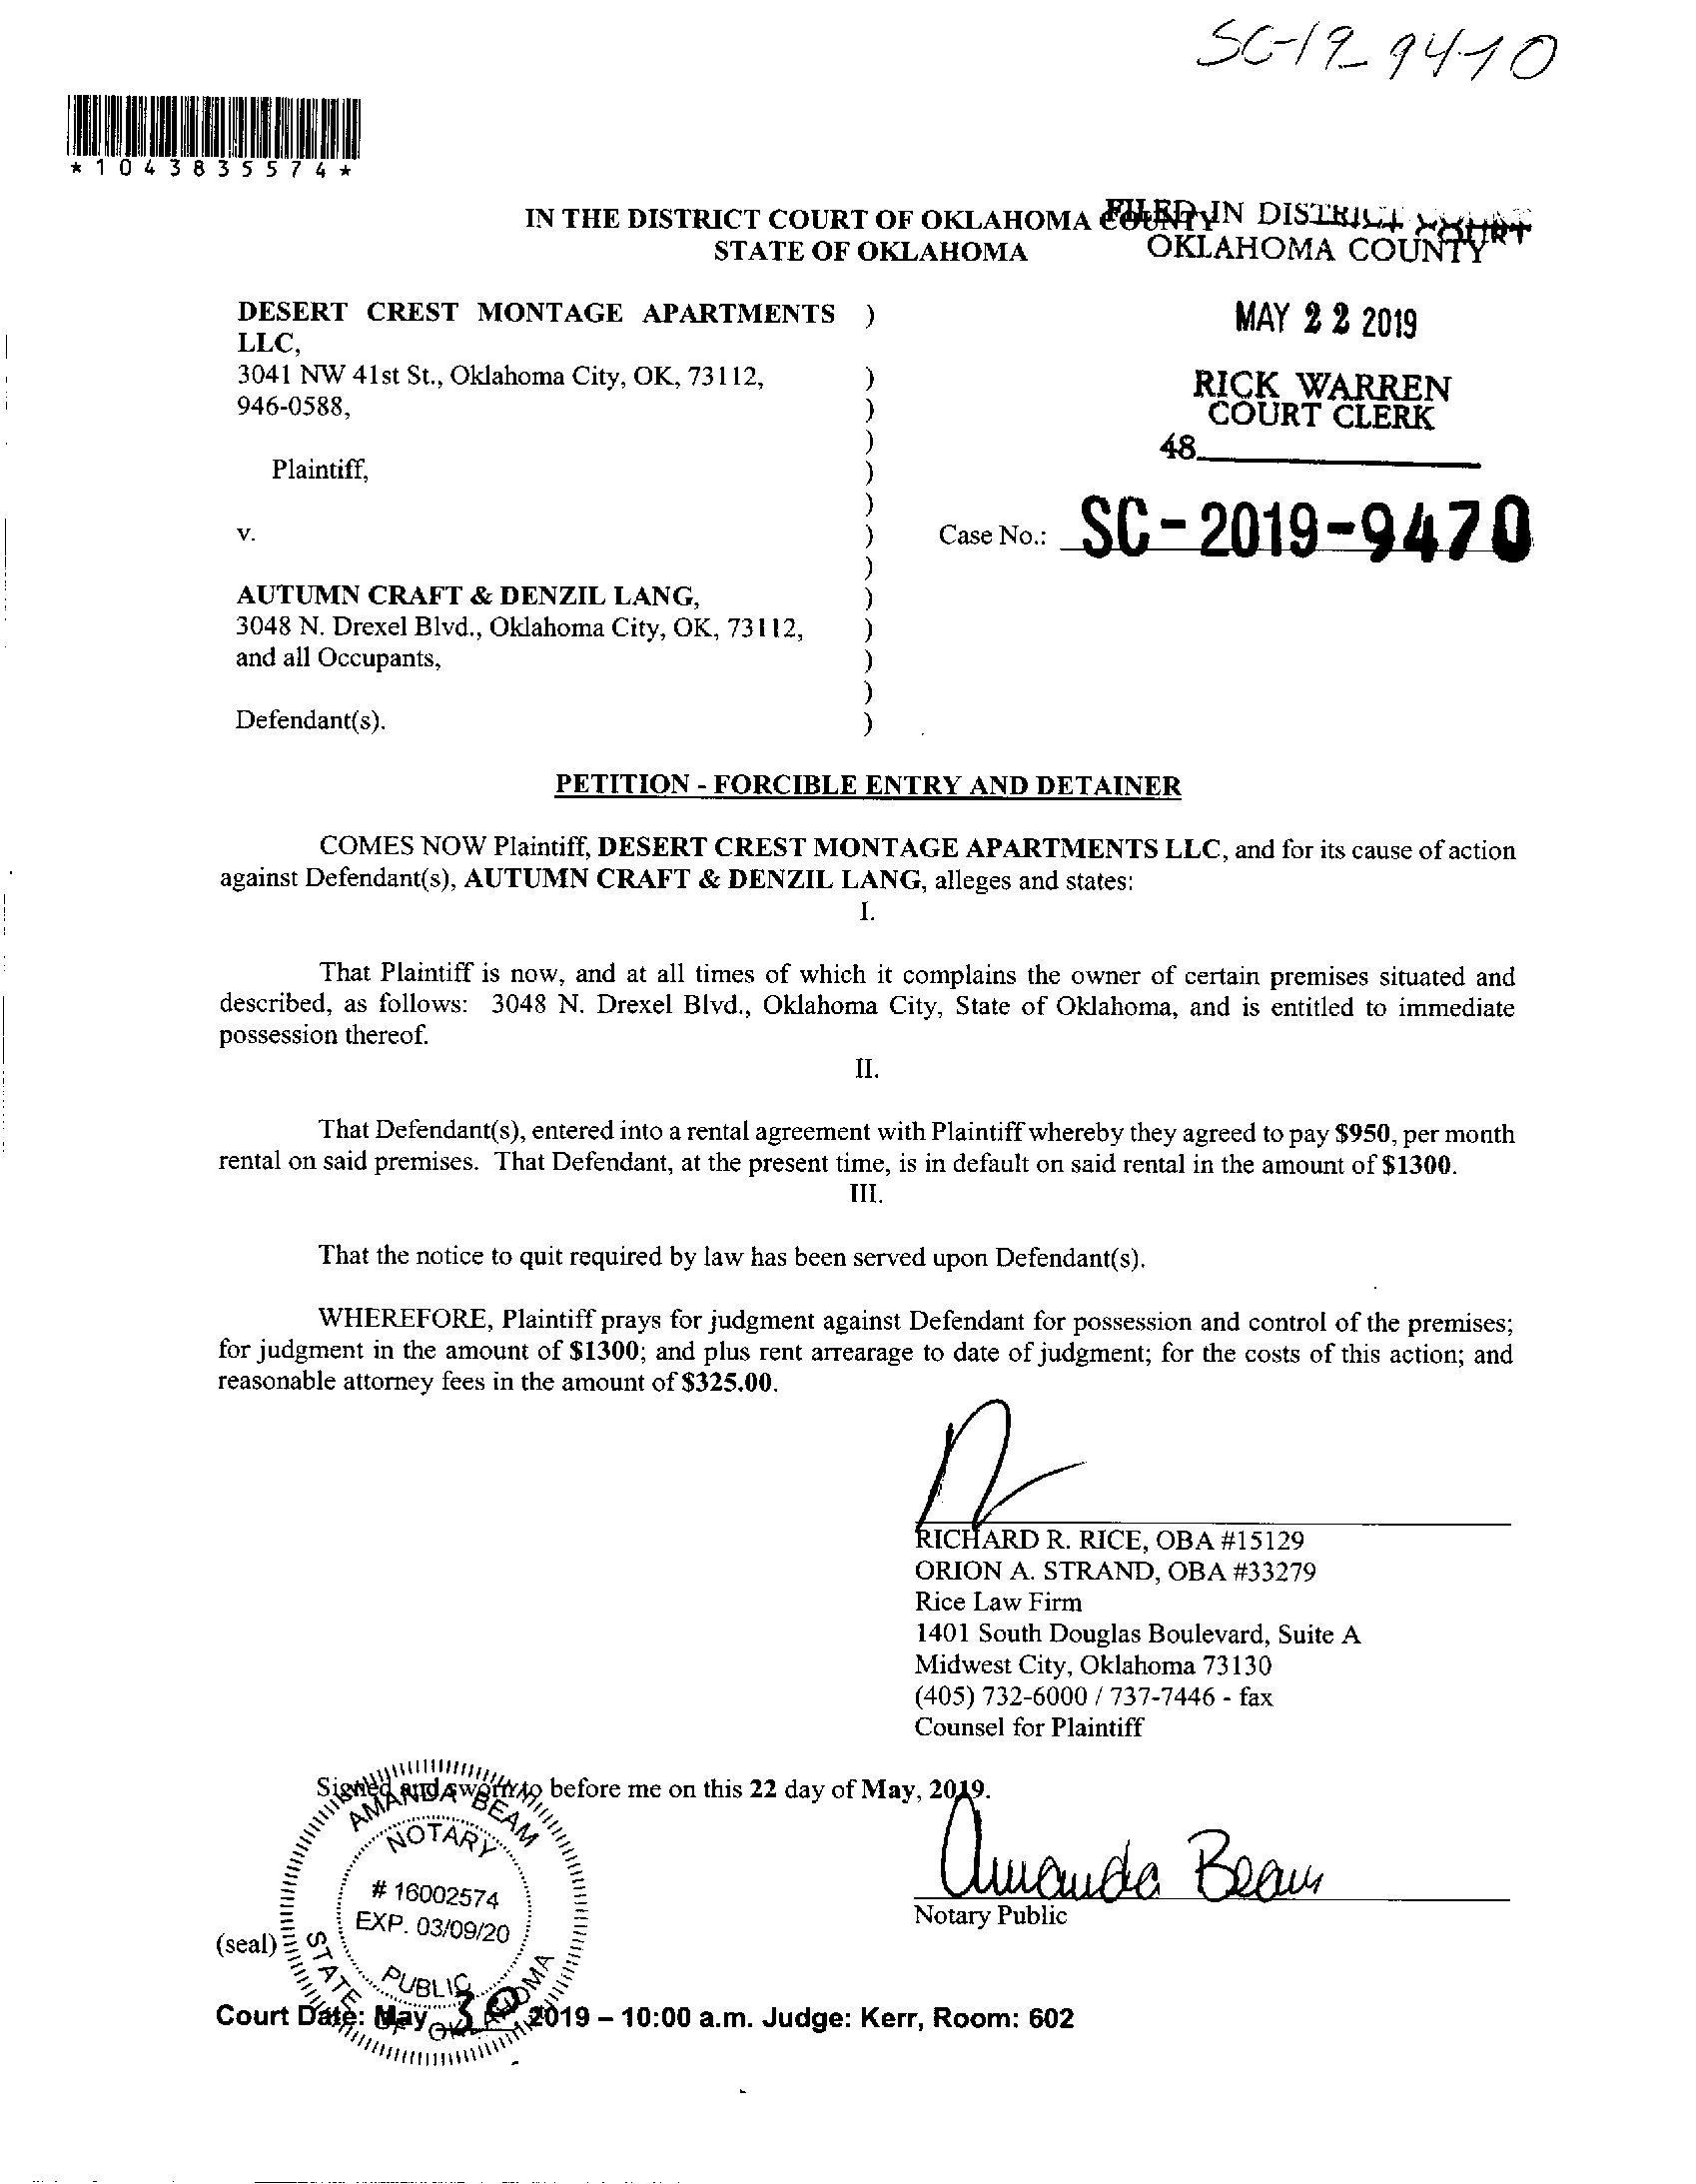 SC-19-9470
*1043835574*
IN THE DISTRICT COURT OF OKLAHOMA COUNTY
STATE OF OKLAHOMA
FILED IN DISTRICT COURT
OKLAHOMA COUNTY
MAY 22 2019
RICK WARREN
COURT CLERK
48
DESERT CREST MONTAGE APARTMENTS )
LLC,
3041 NW 41st St., Oklahoma City, OK, 73112, )
946-0588, )
)
Plaintiff, )
)
v. )
)
Case No.: SC-2019-9470
AUTUMN CRAFT & DENZIL LANG, )
3048 N. Drexel Blvd., Oklahoma City, OK, 73112, )
and all Occupants, )
)
Defendant(s). )
PETITION - FORCIBLE ENTRY AND DETAINER
COMES NOW Plaintiff, DESERT CREST MONTAGE APARTMENTS LLC, and for its cause of action
against Defendant(s), AUTUMN CRAFT & DENZIL LANG, alleges and states:
I.
That Plaintiff is now, and at all times of which it complains the owner of certain premises situated and
described, as follows: 3048 N. Drexel Blvd., Oklahoma City, State of Oklahoma, and is entitled to immediate
possession thereof.
II.
That Defendant(s), entered into a rental agreement with Plaintiff whereby they agreed to pay $950, per month
rental on said premises. That Defendant, at the present time, is in default on said rental in the amount of $1300.
III.
That the notice to quit required by law has been served upon Defendant(s).
WHEREFORE, Plaintiff prays for judgment against Defendant for possession and control of the premises;
for judgment in the amount of $1300; and plus rent arrearage to date of judgment; for the costs of this action; and
reasonable attorney fees in the amount of $325.00.
RICHARD R. RICE, OBA #15129
ORION A. STRAND, OBA #33279
Rice Law Firm
1401 South Douglas Boulevard, Suite A
Midwest City, Oklahoma 73130
(405) 732-6000 / 737-7446 - fax
Counsel for Plaintiff
Signed and sworn to before me on this 22 day of May, 2019.
Amanda Beam
Notary Public
AMANDA BEAM
NOTARY
# 16002574
EXP. 03/09/20
PUBLIC
STATE OF OKLAHOMA
(seal)
Court Date: May 30, 2019 – 10:00 a.m. Judge: Kerr, Room: 602